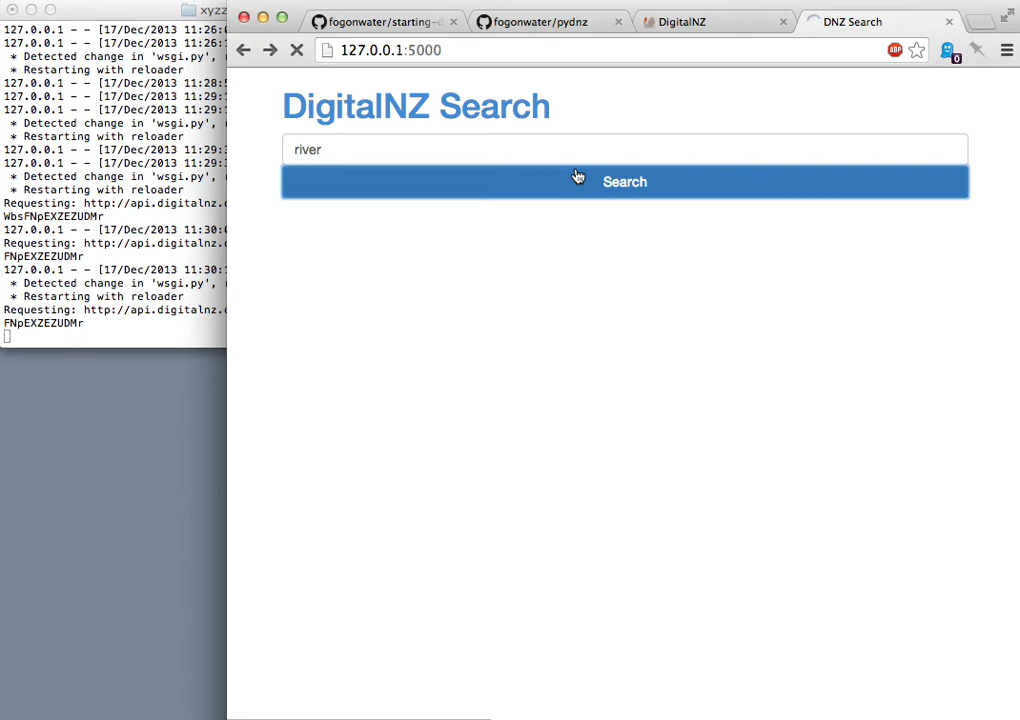 xyzz
127.0.0.1 - - [17/Dec/2013 11:26:
127.0.0.1 - - [17/Dec/2013 11:26:
* Detected change in 'wsgi.py',
* Restarting with reloader
127.0.0.1 - - [17/Dec/2013 11:28:
127.0.0.1 - - [17/Dec/2013 11:29:
127.0.0.1 - - [17/Dec/2013 11:29:
* Detected change in 'wsgi.py',
* Restarting with reloader
127.0.0.1 - - [17/Dec/2013 11:29:
127.0.0.1 - - [17/Dec/2013 11:29:
* Detected change in 'wsgi.py',
* Restarting with reloader
Requesting: http://api.digitalnz.
WbsFNpEXZEZUDMr
127.0.0.1 - - [17/Dec/2013 11:30:
Requesting: http://api.digitalnz.
FNpEXZEZUDMr
127.0.0.1 - - [17/Dec/2013 11:30:
* Detected change in 'wsgi.py',
* Restarting with reloader
Requesting: http://api.digitalnz.
FNpEXZEZUDMr
fogonwater/starting-d
fogonwater/pydnz
DigitalNZ
DNZ Search
127.0.0.1:5000
ABP
0
DigitalNZ Search
river
Search